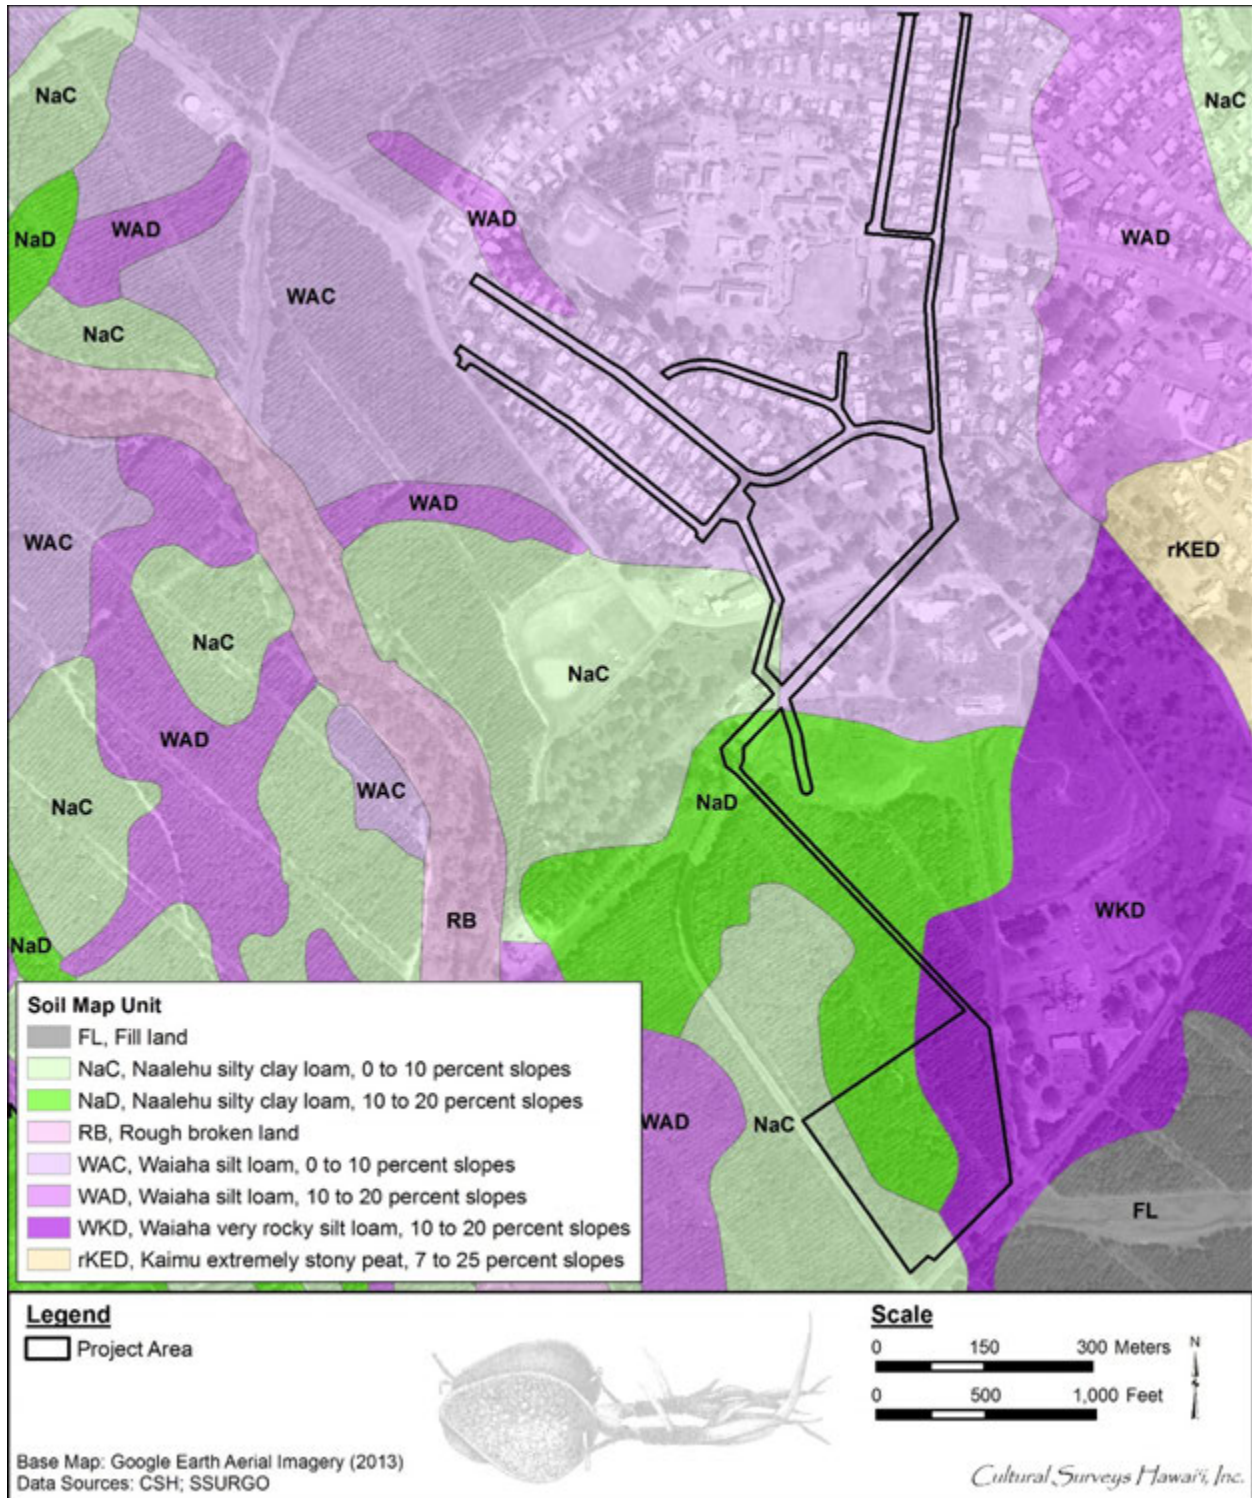 NaC
NaC
NaD
WAD
WAD
WAD
WAC
NaC
WAD
WAC
rKED
NaC
NaC
WAD
WAC
NaC
NaD
RB
WKD
NaD
Soil Map Unit
FL, Fill land
NaC, Naalehu silty clay loam, 0 to 10 percent slopes
NaD, Naalehu silty clay loam, 10 to 20 percent slopes
RB, Rough broken land
WAC, Waiaha silt loam, 0 to 10 percent slopes
WAD, Waiaha silt loam, 10 to 20 percent slopes
WKD, Waiaha very rocky silt loam, 10 to 20 percent slopes
rKED, Kaimu extremely stony peat, 7 to 25 percent slopes
WAD
NaC
FL
Legend
Project Area
Scale
0 150 300 Meters
0 500 1,000 Feet
N
S
Base Map: Google Earth Aerial Imagery (2013)
Data Sources: CSH; SSURGO
Cultural Surveys Hawai'i, Inc.